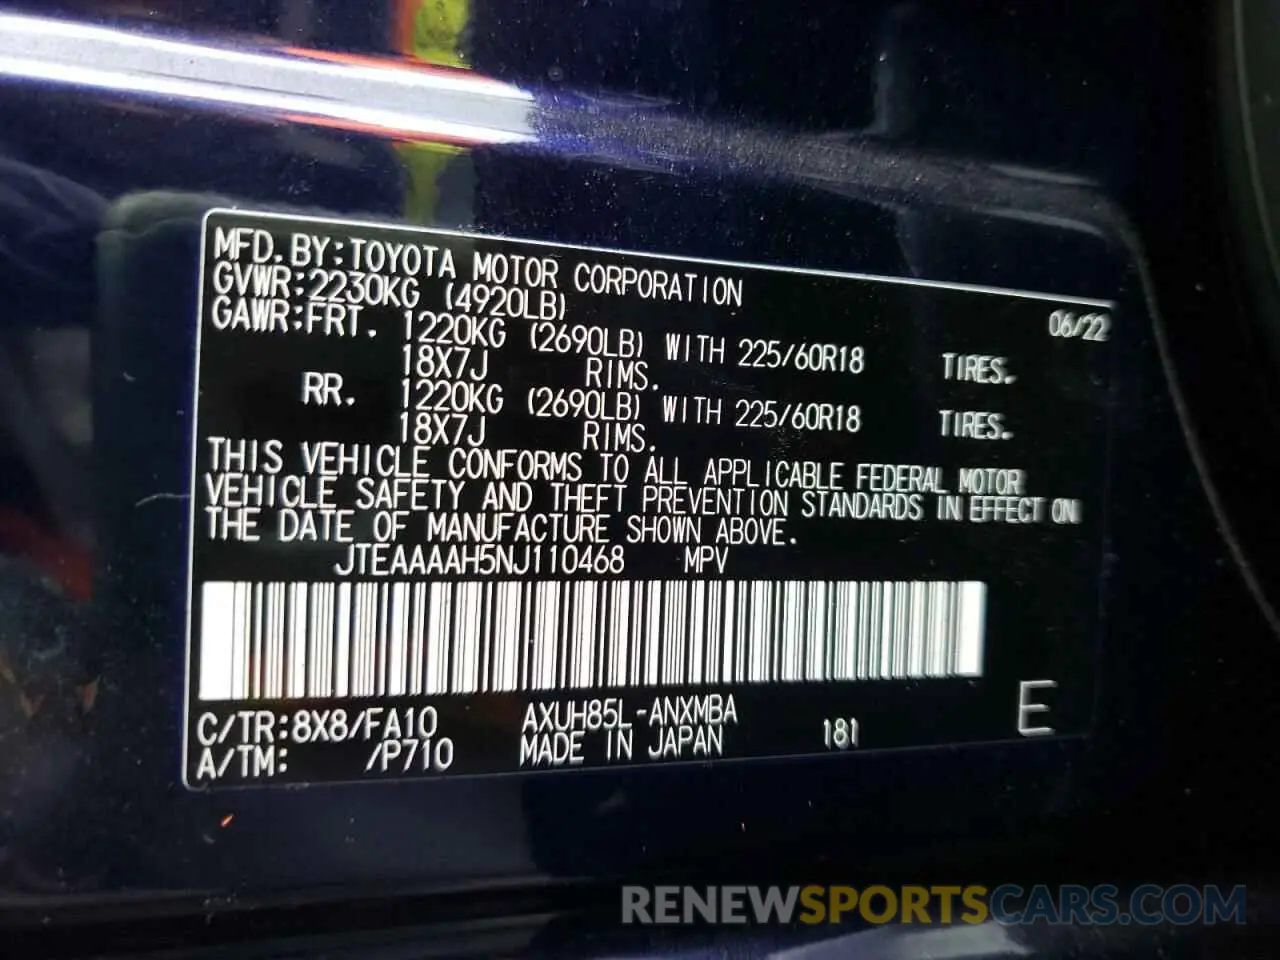 MFD.BY:TOYOTA MOTOR CORPORATION 06/22
GVWR:2230KG (4920LB)
GAWR:FRT. 1220KG (2690LB) WITH 225/60R18 TIRES.
18X7J RIMS.
RR. 1220KG (2690LB) WITH 225/60R18 TIRES.
18X7J RIMS.
THIS VEHICLE CONFORMS TO ALL APPLICABLE FEDERAL MOTOR
VEHICLE SAFETY AND THEFT PREVENTION STANDARDS IN EFFECT ON
THE DATE OF MANUFACTURE SHOWN ABOVE.
JTEAAAAH5NJ110468 MPV
C/TR:8X8/FA10 AXUH85L-ANXMBA 181 E
A/TM: /P710 MADE IN JAPAN
RENEWSPORTSCARS.COM